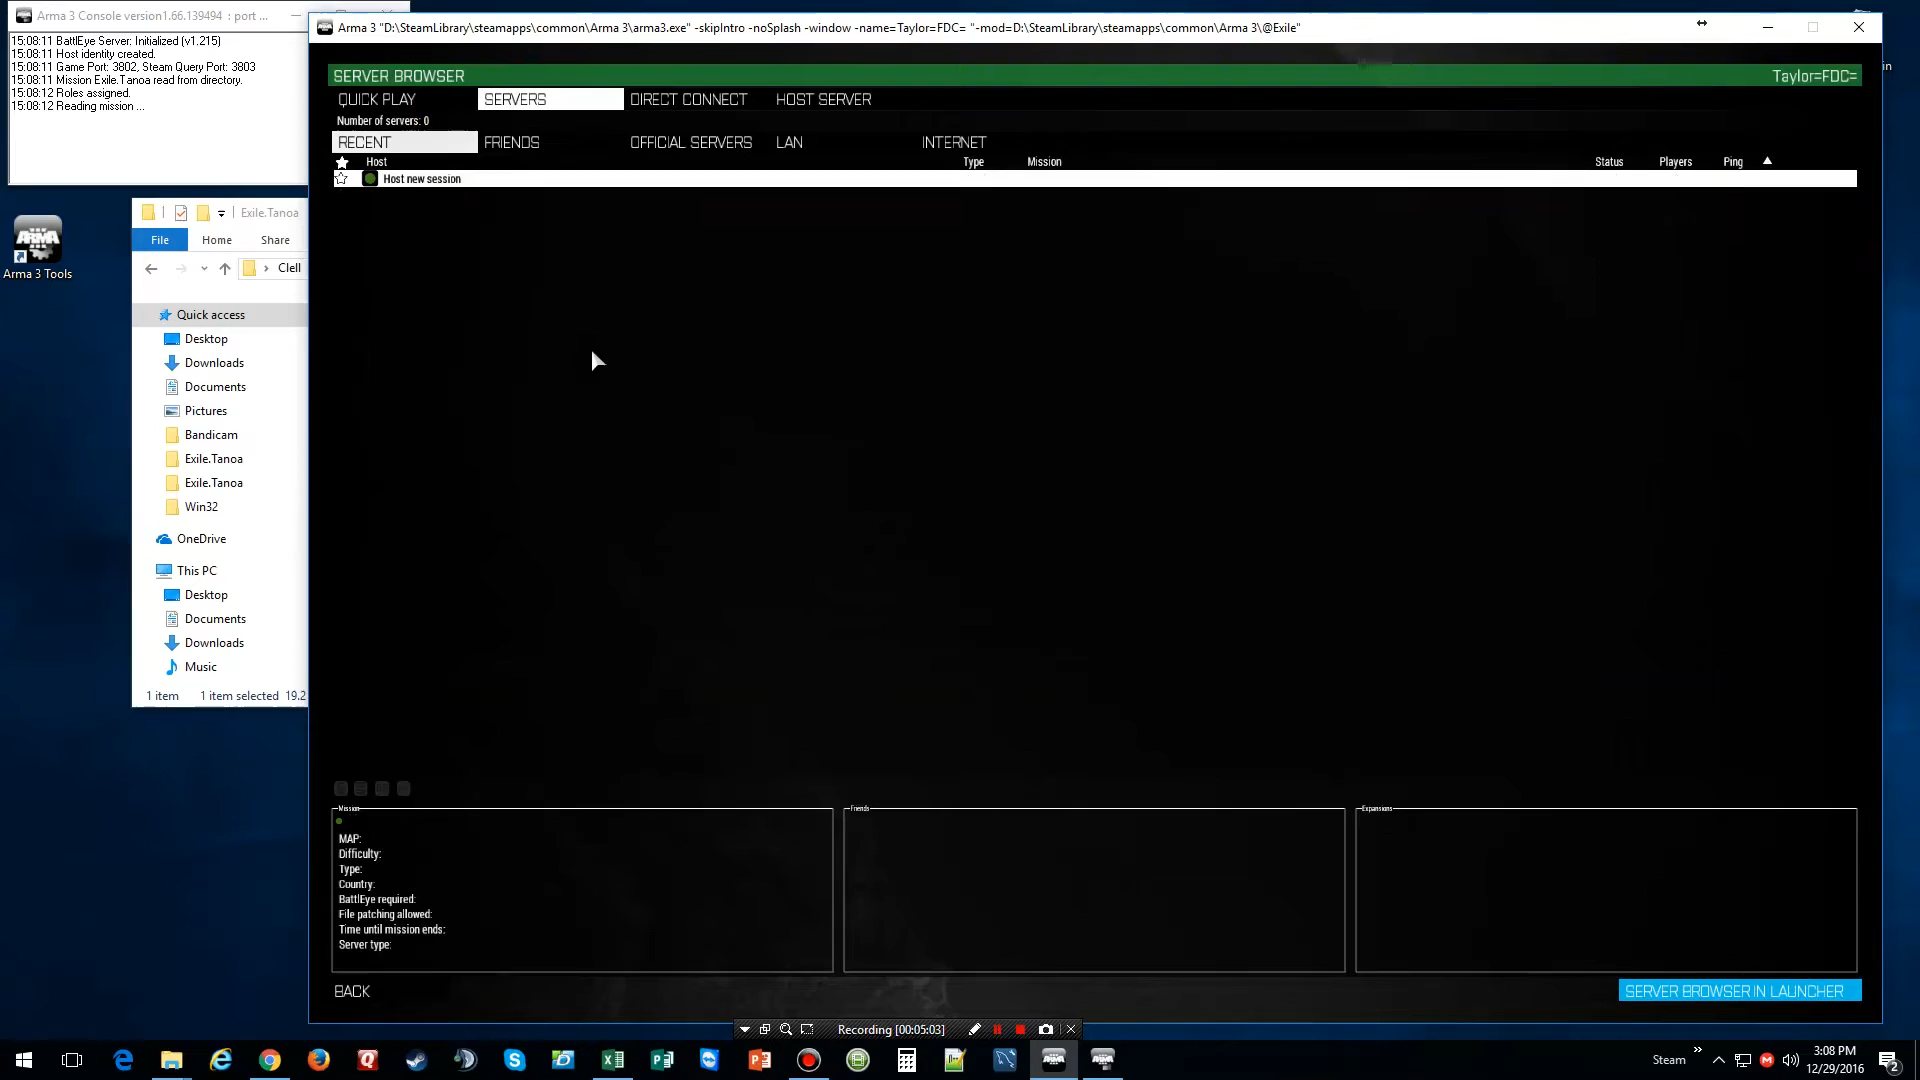 Arma 3 Console version1.66.139494 : port ...
15:08:11 BattlEye Server: Initialized (v1.215)
15:08:11 Host identity created.
15:08:11 Game Port: 3802, Steam Query Port: 3803
15:08:11 Mission Exile.Tanoa read from directory.
15:08:12 Roles assigned.
15:08:12 Reading mission ...
Arma 3 Tools
Exile.Tanoa
File Home Share
Clell
Quick access
Desktop
Downloads
Documents
Pictures
Bandicam
Exile.Tanoa
Exile.Tanoa
Win32
OneDrive
This PC
Desktop
Documents
Downloads
Music
1 item 1 item selected 19.2
Arma 3 "D:\SteamLibrary\steamapps\common\Arma 3\arma3.exe" -skipIntro -noSplash -window -name=Taylor=FDC= "-mod=D:\SteamLibrary\steamapps\common\Arma 3\@Exile"
SERVER BROWSER Taylor=FDC=
QUICK PLAY SERVERS DIRECT CONNECT HOST SERVER
Number of servers: 0
RECENT FRIENDS OFFICIAL SERVERS LAN INTERNET
Host Type Mission Status Players Ping
Host new session
Mission
MAP:
Difficulty:
Type:
Country:
BattlEye required:
File patching allowed:
Time until mission ends:
Server type:
Friends
Expansions
BACK
SERVER BROWSER IN LAUNCHER
Recording [00:05:03]
Steam
3:08 PM
12/29/2016
2